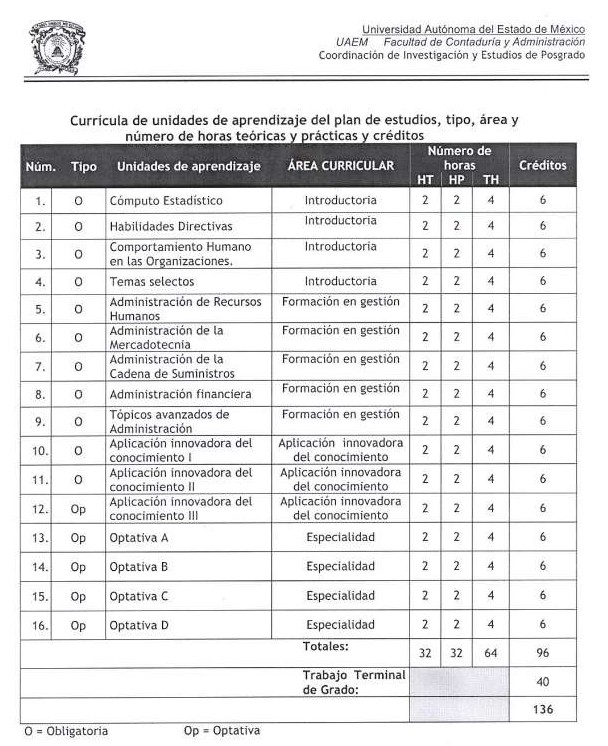 Universidad Autónoma del Estado de México
UAEM Facultad de Contaduría y Administración
Coordinación de Investigación y Estudios de Posgrado
Currícula de unidades de aprendizaje del plan de estudios, tipo, área y
número de horas teóricas y prácticas y créditos
Núm. Tipo Unidades de aprendizaje ÁREA CURRICULAR Número de horas Créditos
HT HP TH
1. O Cómputo Estadístico Introductoria 2 2 4 6
2. O Habilidades Directivas Introductoria 2 2 4 6
3. O Comportamiento Humano Introductoria 2 2 4 6
en las Organizaciones.
4. O Temas selectos Introductoria 2 2 4 6
5. O Administración de Recursos Formación en gestión 2 2 4 6
Humanos
6. O Administración de la Formación en gestión 2 2 4 6
Mercadotecnia
7. O Administración de la Formación en gestión 2 2 4 6
Cadena de Suministros
8. O Administración financiera Formación en gestión 2 2 4 6
9. O Tópicos avanzados de Formación en gestión 2 2 4 6
Administración
10. O Aplicación innovadora del Aplicación innovadora 2 2 4 6
conocimiento I del conocimiento
11. O Aplicación innovadora del Aplicación innovadora 2 2 4 6
conocimiento II del conocimiento
12. Op Aplicación innovadora del Aplicación innovadora 2 2 4 6
conocimiento III del conocimiento
13. Op Optativa A Especialidad 2 2 4 6
14. Op Optativa B Especialidad 2 2 4 6
15. Op Optativa C Especialidad 2 2 4 6
16. Op Optativa D Especialidad 2 2 4 6
Totales: 32 32 64 96
Trabajo Terminal 40
de Grado:
136
O = Obligatoria Op = Optativa